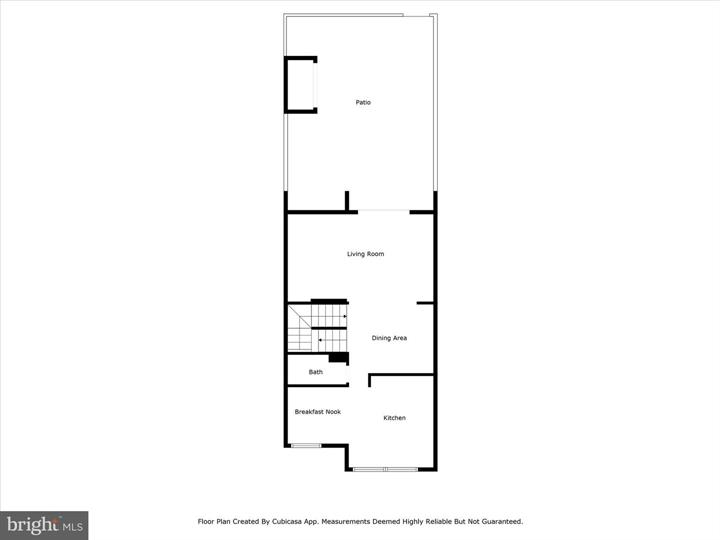 Patio
Living Room
Dining Area
Bath
Breakfast Nook
Kitchen
bright MLS
Floor Plan Created By Cubicasa App. Measurements Deemed Highly Reliable But Not Guaranteed.